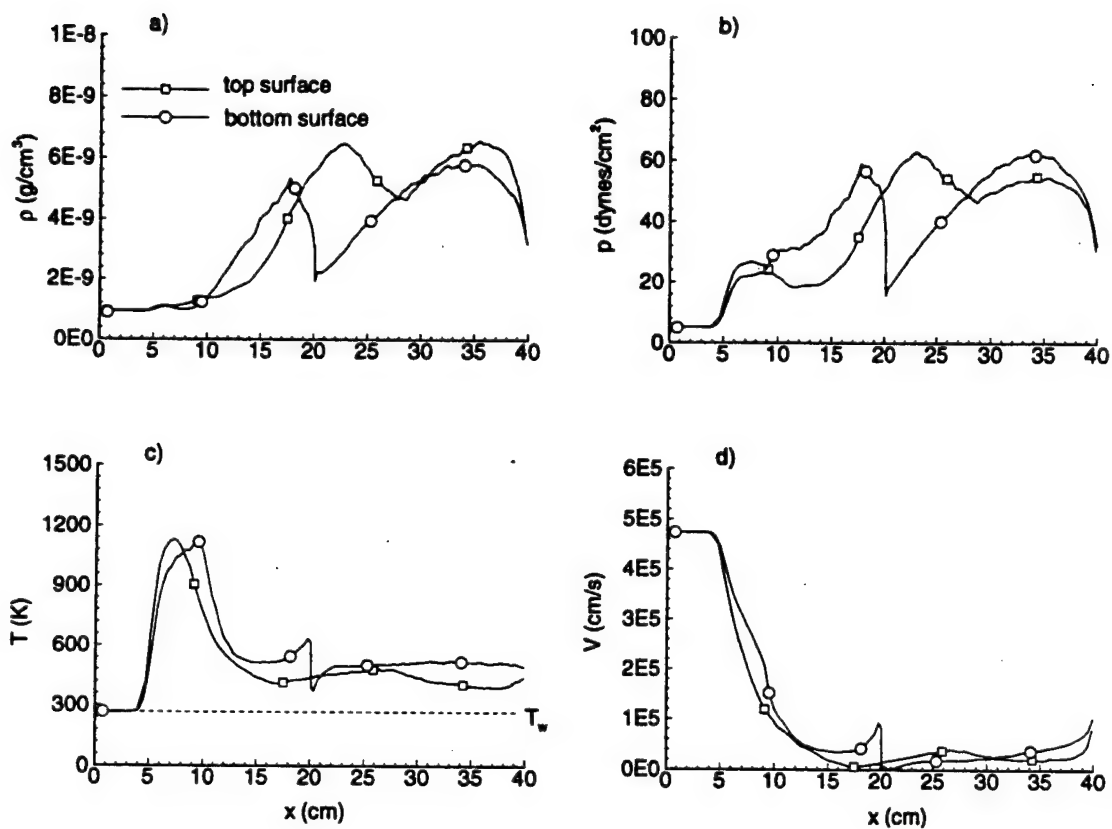 a)
1E-8
8E-9
6E-9
4E-9
2E-9
0E0
ρ (g/cm³)
top surface
bottom surface
0 5 10 15 20 25 30 35 40
b)
100
80
60
40
20
0
p (dynes/cm²)
0 5 10 15 20 25 30 35 40
c)
1500
1200
900
600
300
0
T (K)
T_w
0 5 10 15 20 25 30 35 40
x (cm)
d)
6E5
5E5
4E5
3E5
2E5
1E5
0E0
V (cm/s)
0 5 10 15 20 25 30 35 40
x (cm)